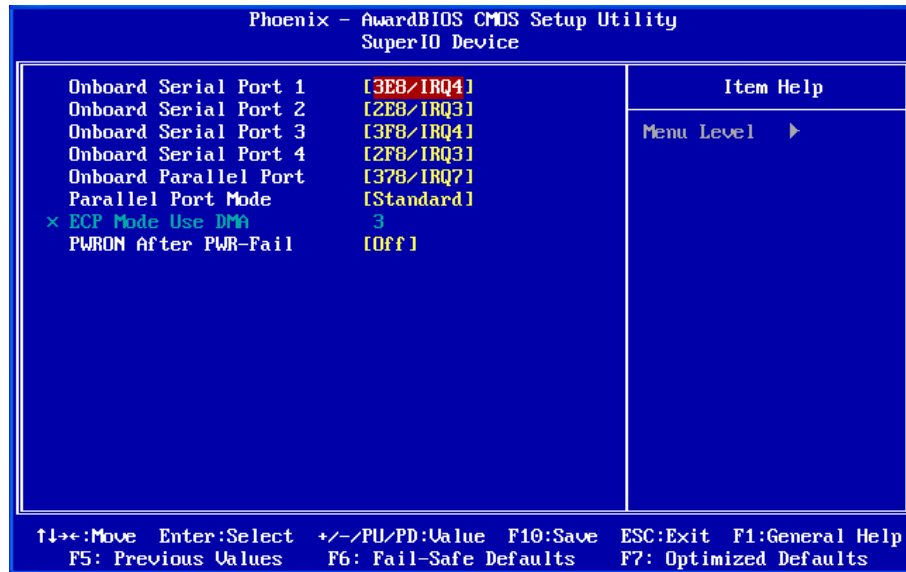 Phoenix - AwardBIOS CMOS Setup Utility
SuperIO Device
Onboard Serial Port 1 [3E8/IRQ4]
Onboard Serial Port 2 [2E8/IRQ3]
Onboard Serial Port 3 [3F8/IRQ4]
Onboard Serial Port 4 [2F8/IRQ3]
Onboard Parallel Port [378/IRQ7]
Parallel Port Mode [Standard]
× ECP Mode Use DMA 3
PWRON After PWR-Fail [Off]
Item Help
Menu Level ▶
↑↓→←:Move Enter:Select +/-/PU/PD:Value F10:Save ESC:Exit F1:General Help
F5: Previous Values F6: Fail-Safe Defaults F7: Optimized Defaults